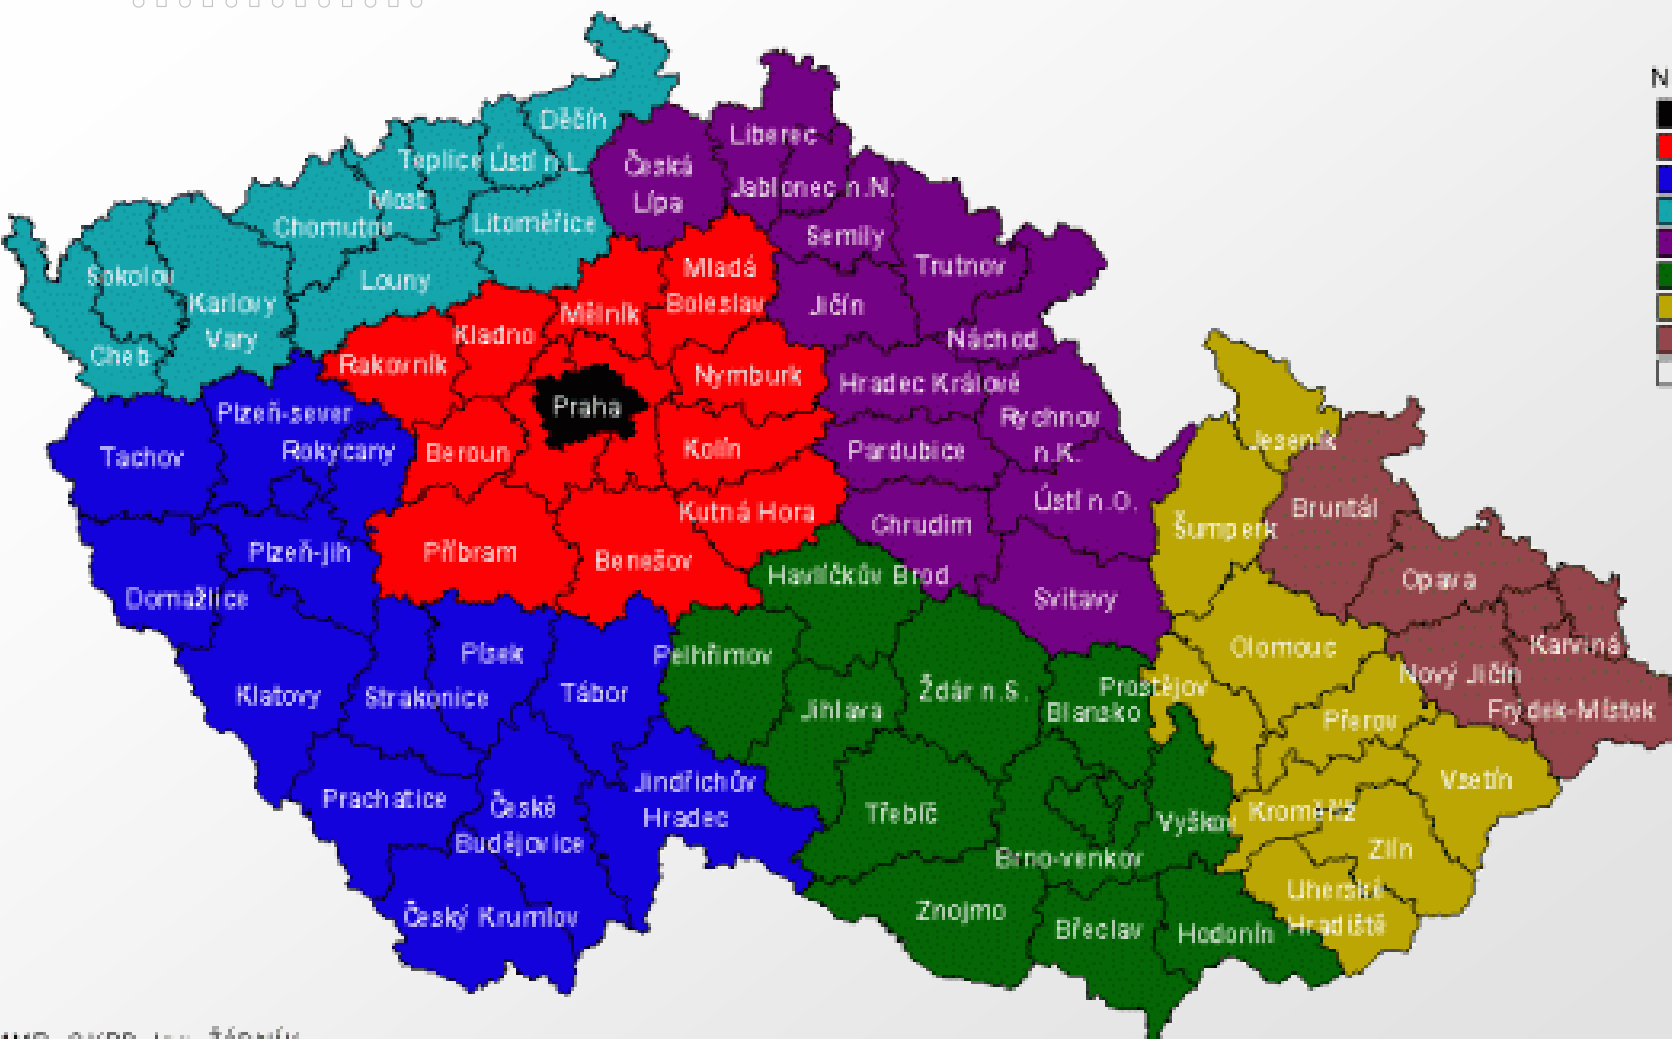 N
Děčín
Teplice
Ústí n.L.
Most
Chomutov
Litoměřice
Louny
Sokolov
Karlovy
Vary
Cheb
Česká
Lípa
Liberec
Jablonec n.N.
Semily
Trutnov
Jičín
Náchod
Hradec Králové
Rychnov
n.K.
Pardubice
Ústí n.O.
Chrudim
Svitavy
Mladá
Boleslav
Mělník
Kladno
Rakovník
Nymburk
Praha
Beroun
Kolín
Kutná Hora
Příbram
Benešov
Plzeň-sever
Rokycany
Tachov
Plzeň-jih
Domažlice
Klatovy
Strakonice
Písek
Tábor
Prachatice
České
Budějovice
Jindřichův
Hradec
Český Krumlov
Havlíčkův Brod
Pelhřimov
Jihlava
Ždár n.S.
Blansko
Třebíč
Brno-venkov
Vyškov
Znojmo
Břeclav
Hodonín
Jeseník
Šumperk
Olomouc
Prostějov
Přerov
Kroměříž
Vsetín
Zlín
Uherské
Hradiště
Bruntál
Opava
Karviná
Nový Jičín
Frýdek-Místek